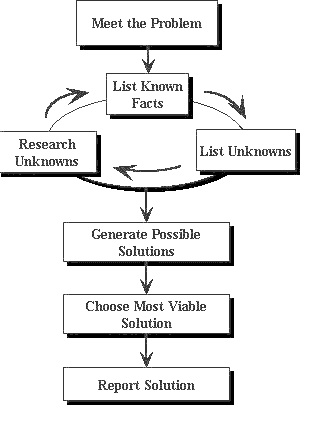 Meet the Problem
List Known
Facts
Research
Unknowns
List Unknowns
Generate Possible
Solutions
Choose Most Viable
Solution
Report Solution